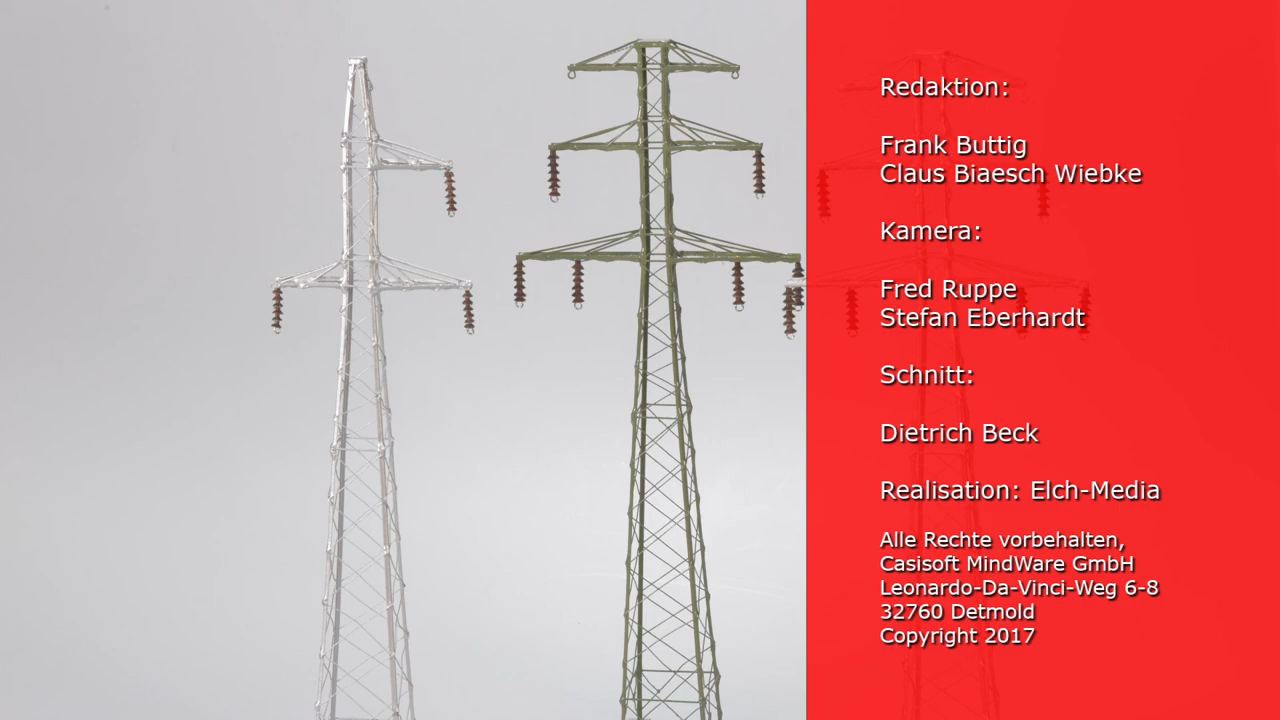 Redaktion:
Frank Buttig
Claus Biaesch Wiebke
Kamera:
Fred Ruppe
Stefan Eberhardt
Schnitt:
Dietrich Beck
Realisation: Elch-Media
Alle Rechte vorbehalten,
Casisoft MindWare GmbH
Leonardo-Da-Vinci-Weg 6-8
32760 Detmold
Copyright 2017